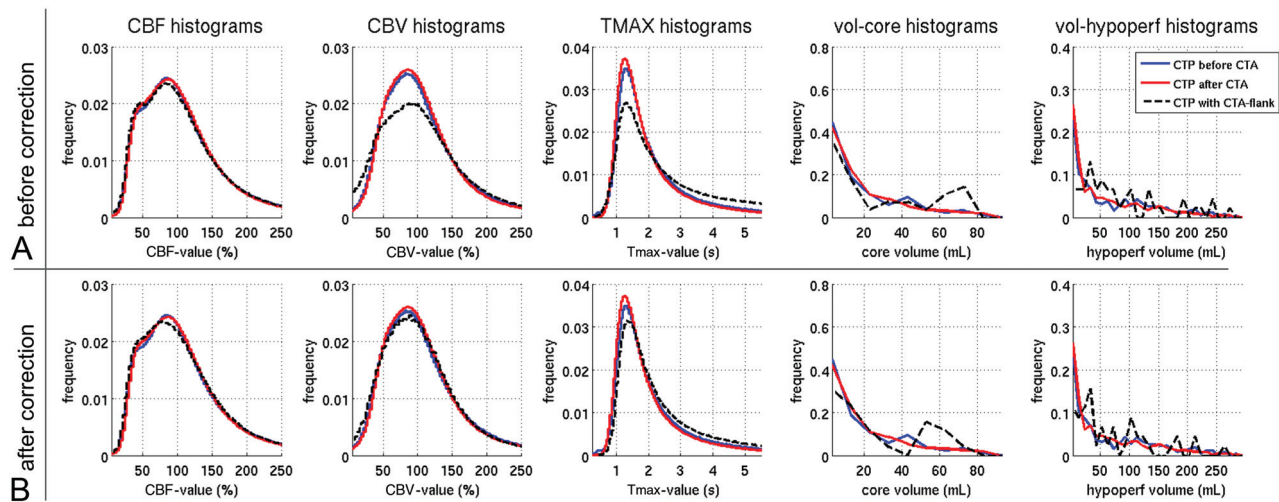 A
before correction
CBF histograms
frequency
0.03
0.02
0.01
0
50 100 150 200 250
CBF-value (%)
CBV histograms
frequency
0.03
0.02
0.01
0
50 100 150 200 250
CBV-value (%)
TMAX histograms
frequency
0.04
0.03
0.02
0.01
0
1 2 3 4 5
Tmax-value (s)
vol-core histograms
frequency
0.8
0.6
0.4
0.2
0.0
20 40 60 80
core volume (mL)
vol-hypoperf histograms
frequency
0.4
0.3
0.2
0.1
0
50 100 150 200 250
hypoperf volume (mL)
CTP before CTA
CTP after CTA
CTP with CTA-flank
B
after correction
frequency
0.03
0.02
0.01
0
50 100 150 200 250
CBF-value (%)
frequency
0.03
0.02
0.01
0
50 100 150 200 250
CBV-value (%)
frequency
0.04
0.03
0.02
0.01
0
1 2 3 4 5
Tmax-value (s)
frequency
0.8
0.6
0.4
0.2
0.0
20 40 60 80
core volume (mL)
frequency
0.4
0.3
0.2
0.1
0
50 100 150 200 250
hypoperf volume (mL)